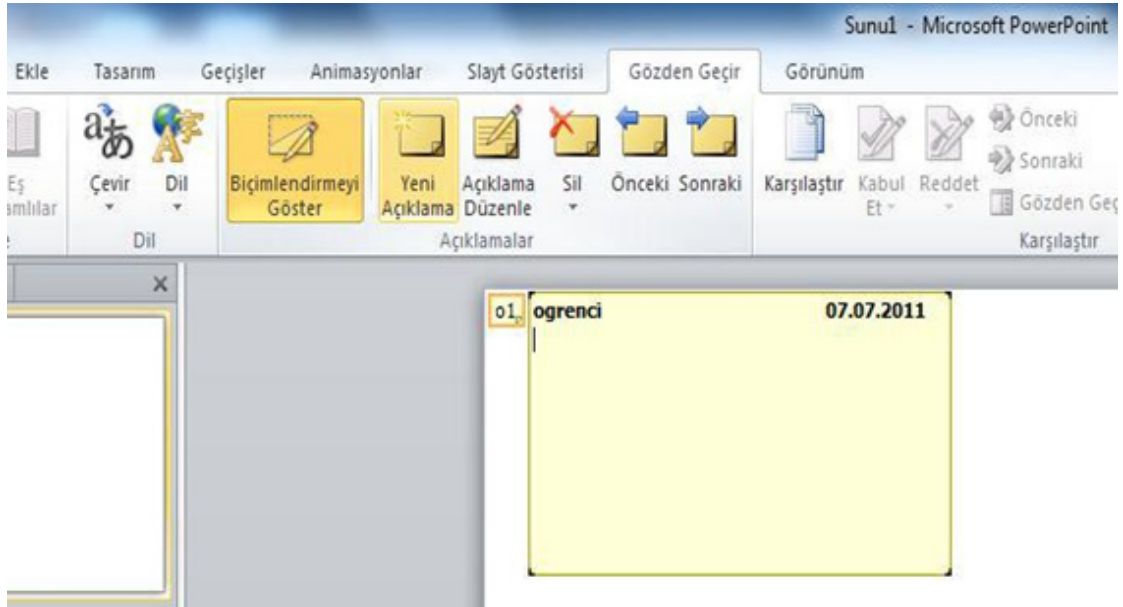 Sunu1 - Microsoft PowerPoint
Ekle Tasarım Geçişler Animasyonlar Slayt Gösterisi Gözden Geçir Görünüm
Çevir Dil
Biçimlendirmeyi Göster
Yeni Açıklama
Açıklama Düzenle
Sil Önceki Sonraki
Karşılaştır
Kabul Et
Reddet
Önceki
Sonraki
Gözden
Dil Açıklamalar Karşılaştır
o1 ogrenci 07.07.2011